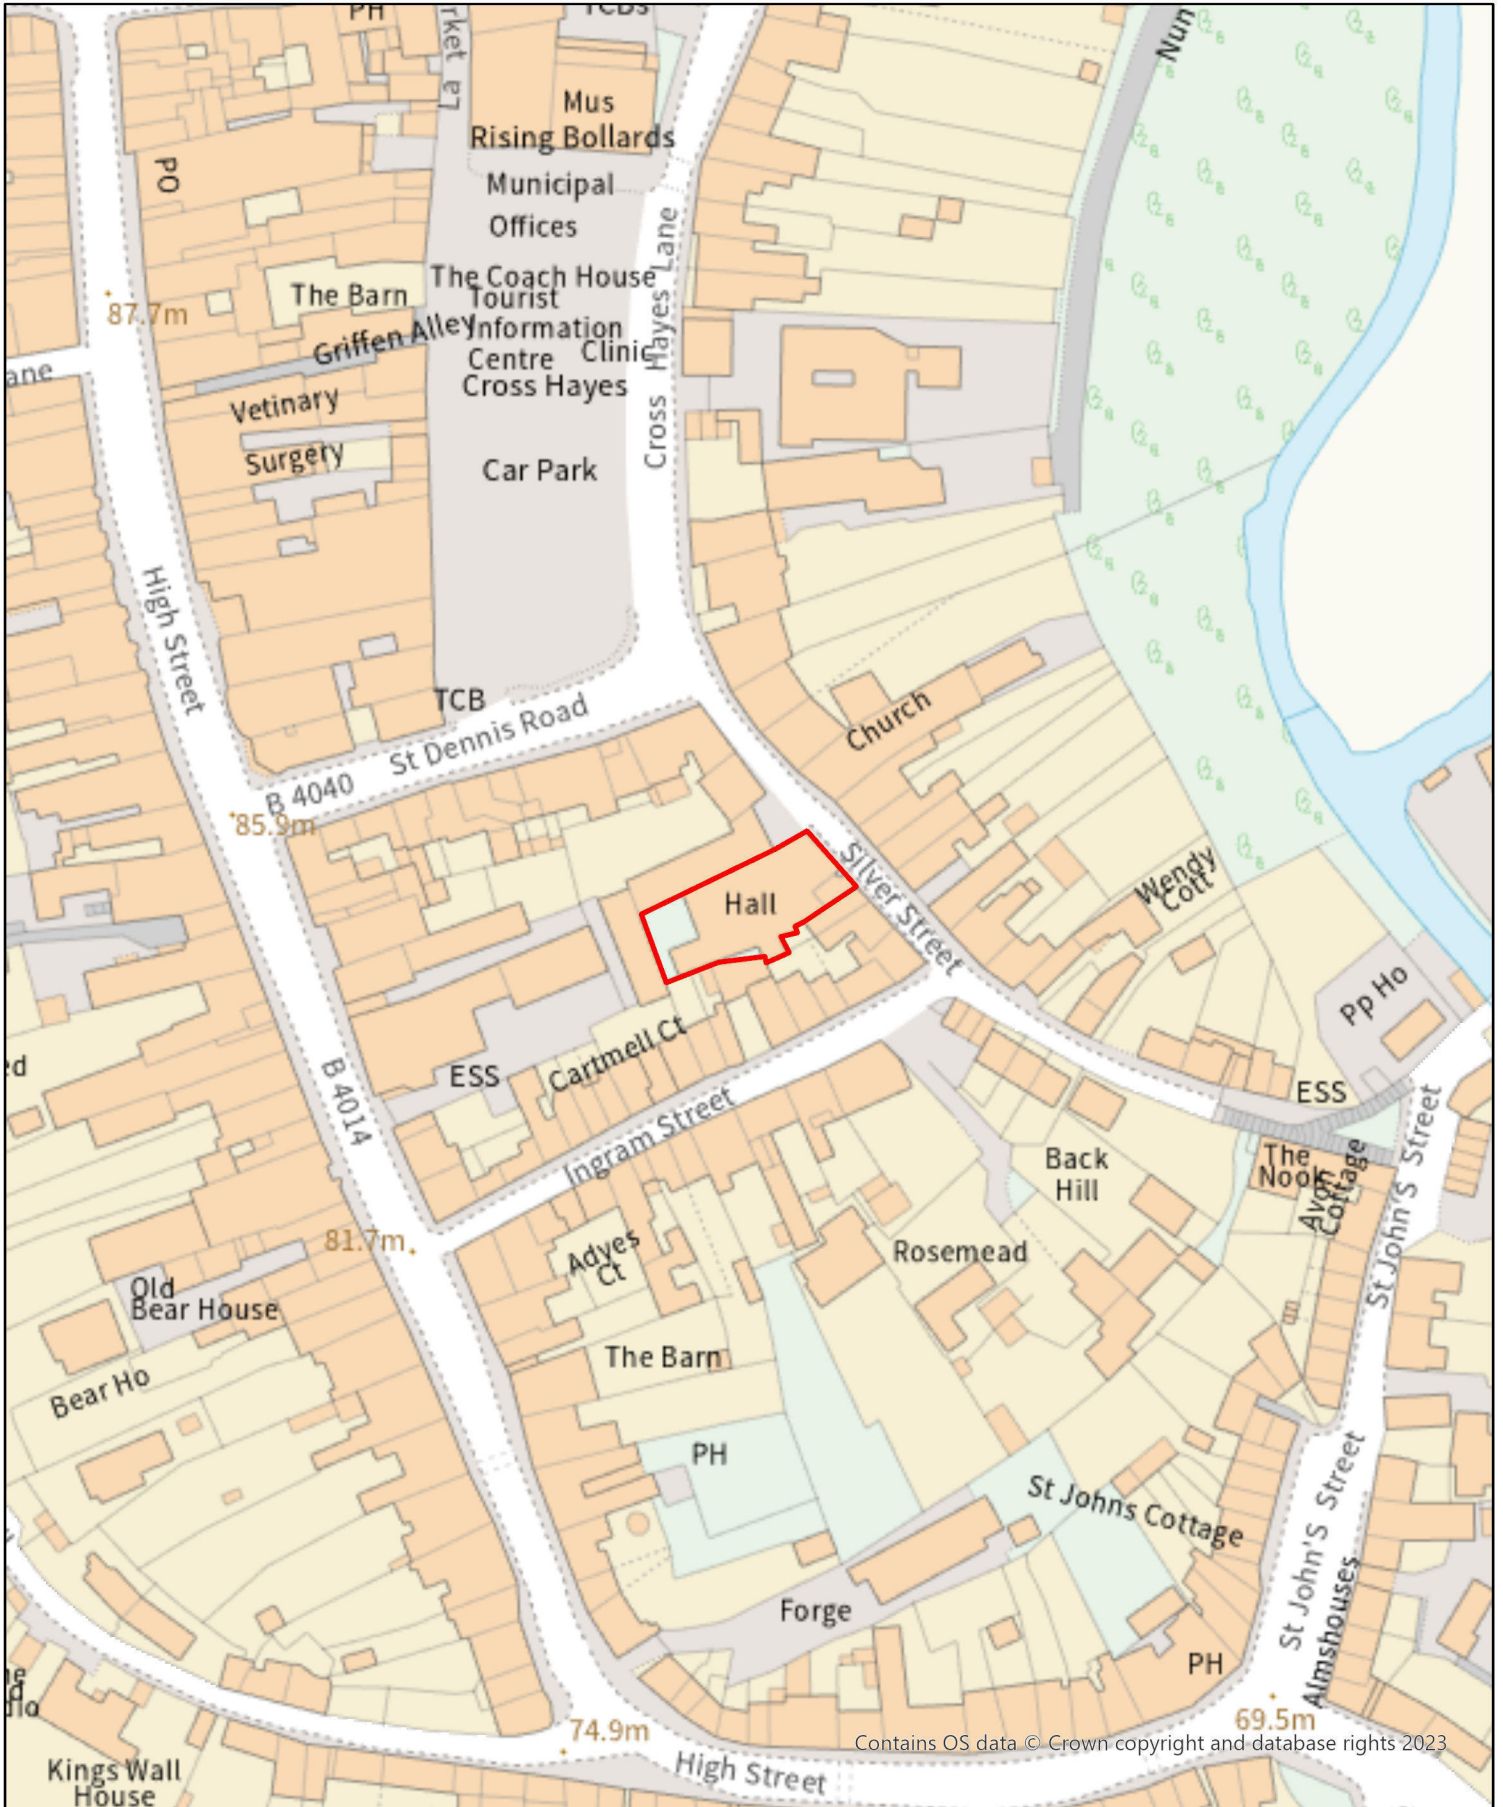 PH
TCBs
Mus
Rising Bollards
PO
Municipal
Offices
The Coach House
Tourist
Information
Centre
Clinic
Cross Hayes
Car Park
Cross Hayes Lane
The Barn
Griffen Alley
87.7m
Vetinary
Surgery
High Street
TCB
St Dennis Road
B 4040
85.9m
Church
Hall
Silver Street
Wendy
Cott
Pp Ho
Cartmell Ct
ESS
Ingram Street
B 4014
ESS
Back
Hill
The
Nook
Avon
Cottage
St John'S Street
81.7m
Adyes
Ct
Rosemead
Old
Bear House
Bear Ho
The Barn
PH
St Johns Cottage
Forge
St John'S Street
Almshouses
PH
69.5m
74.9m
High Street
Kings Wall
House
Contains OS data © Crown copyright and database rights 2023